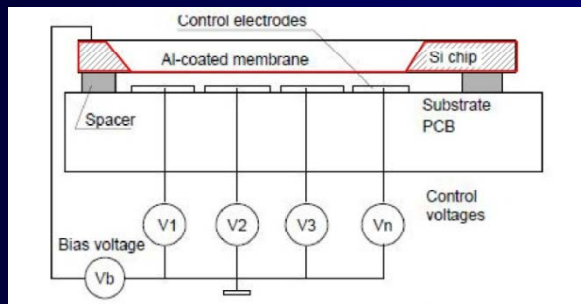 Control electrodes
Al-coated membrane
Si chip
Spacer
Substrate
PCB
V1
V2
V3
Vn
Control
voltages
Bias voltage
Vb